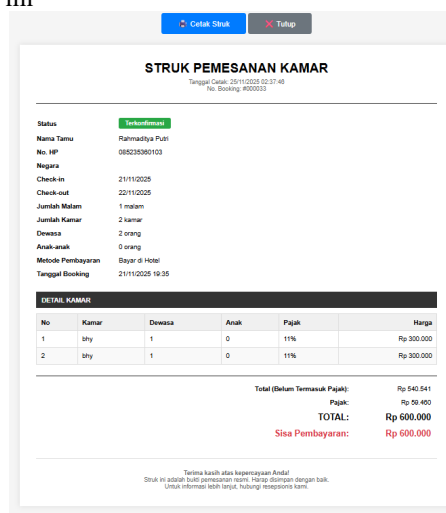 Cetak Struk
Tutup
STRUK PEMESANAN KAMAR
Tanggal Cetak: 25/11/2025 02:37:46
No. Booking: #000033
Status Terkonfirmasi
Nama Tamu Rahmaditya Putri
No. HP 085235360103
Negara
Check-in 21/11/2025
Check-out 22/11/2025
Jumlah Malam 1 malam
Jumlah Kamar 2 kamar
Dewasa 2 orang
Anak-anak 0 orang
Metode Pembayaran Bayar di Hotel
Tanggal Booking 21/11/2025 19:35
DETAIL KAMAR
No Kamar Dewasa Anak Pajak Harga
1 bhy 1 0 11% Rp 300.000
2 bhy 1 0 11% Rp 300.000
Total (Belum Termasuk Pajak): Rp 540.541
Pajak: Rp 59.460
TOTAL: Rp 600.000
Sisa Pembayaran: Rp 600.000
Terima kasih atas kepercayaan Anda!
Struk ini adalah bukti pemesanan resmi. Harap disimpan dengan baik.
Untuk informasi lebih lanjut, hubungi resepsionis kami.